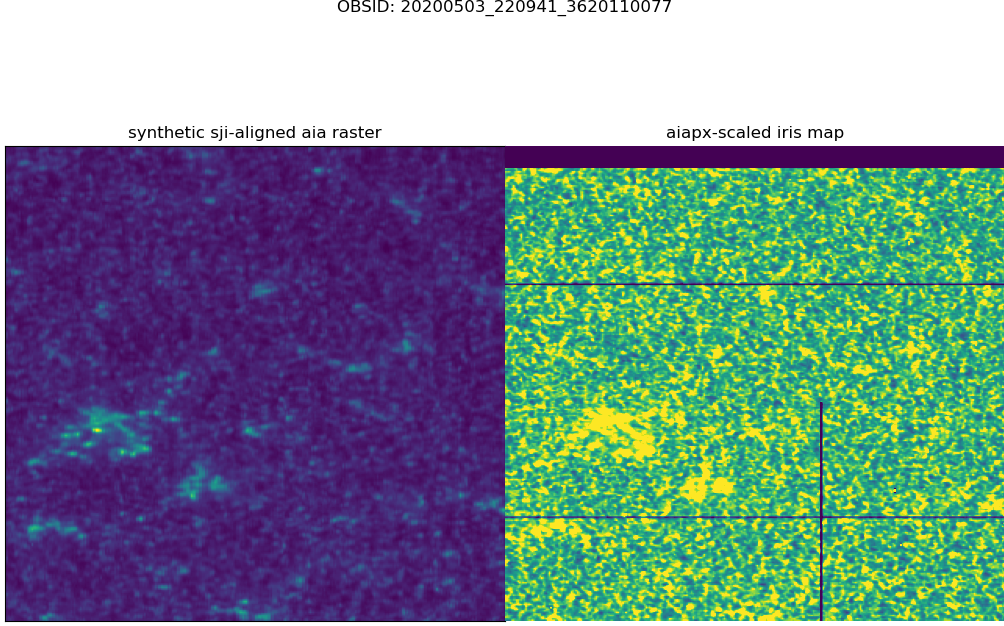 OBSID: 20200503_220941_3620110077
synthetic sji-aligned aia raster
aiapx-scaled iris map